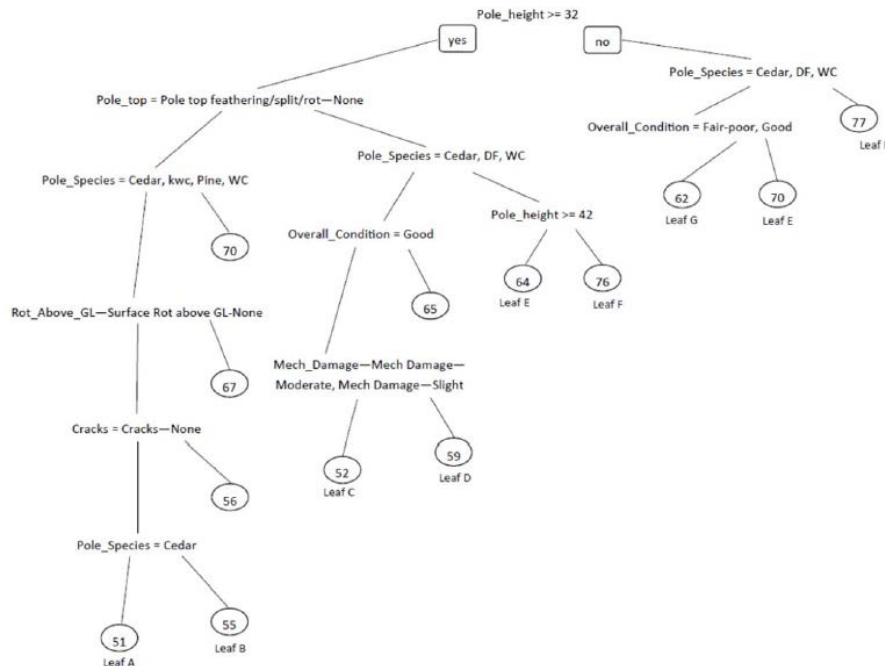 Pole_height >= 32
yes
no
Pole_Species = Cedar, DF, WC
Pole_top = Pole top feathering/split/rot—None
77
Overall_Condition = Fair-poor, Good
Leaf
Pole_Species = Cedar, DF, WC
Pole_Species = Cedar, kwc, Pine, WC
62
70
Leaf G
Leaf E
Pole_height >= 42
Overall_Condition = Good
70
64
76
Leaf E
Leaf F
65
Rot_Above_GL—Surface Rot above GL-None
Mech_Damage—Mech Damage—
Moderate, Mech Damage—Slight
67
Cracks = Cracks—None
52
59
Leaf C
Leaf D
56
Pole_Species = Cedar
51
55
Leaf A
Leaf B